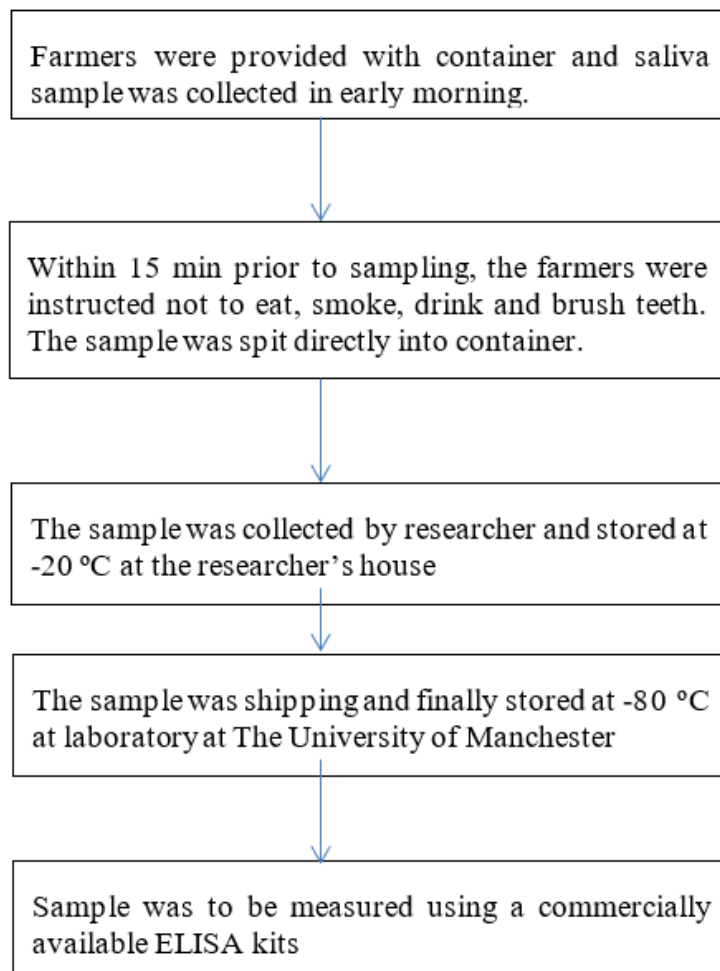 Farmers were provided with container and saliva
sample was collected in early morning.
Within 15 min prior to sampling, the farmers were
instructed not to eat, smoke, drink and brush teeth.
The sample was spit directly into container.
The sample was collected by researcher and stored at
-20 ºC at the researcher’s house
The sample was shipping and finally stored at -80 ºC
at laboratory at The University of Manchester
Sample was to be measured using a commercially
available ELISA kits